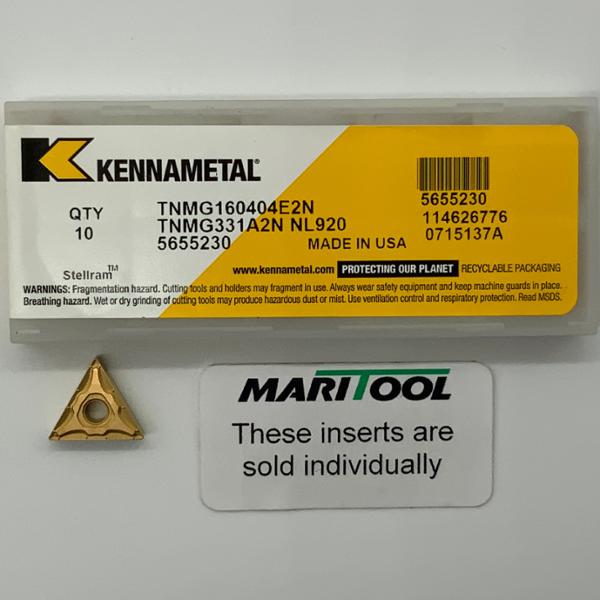 KENNAMETAL®
QTY
10
TNMG160404E2N
TNMG331A2N NL920
5655230 MADE IN USA
5655230
114626776
0715137A
Stellram™
www.kennametal.com PROTECTING OUR PLANET RECYCLABLE PACKAGING
WARNINGS: Fragmentation hazard. Cutting tools and holders may fragment in use. Always wear safety equipment and keep machine guards in place.
Breathing hazard. Wet or dry grinding of cutting tools may produce hazardous dust or mist. Use ventilation control and respiratory protection. Read MSDS.
MARITOOL
These inserts are
sold individually